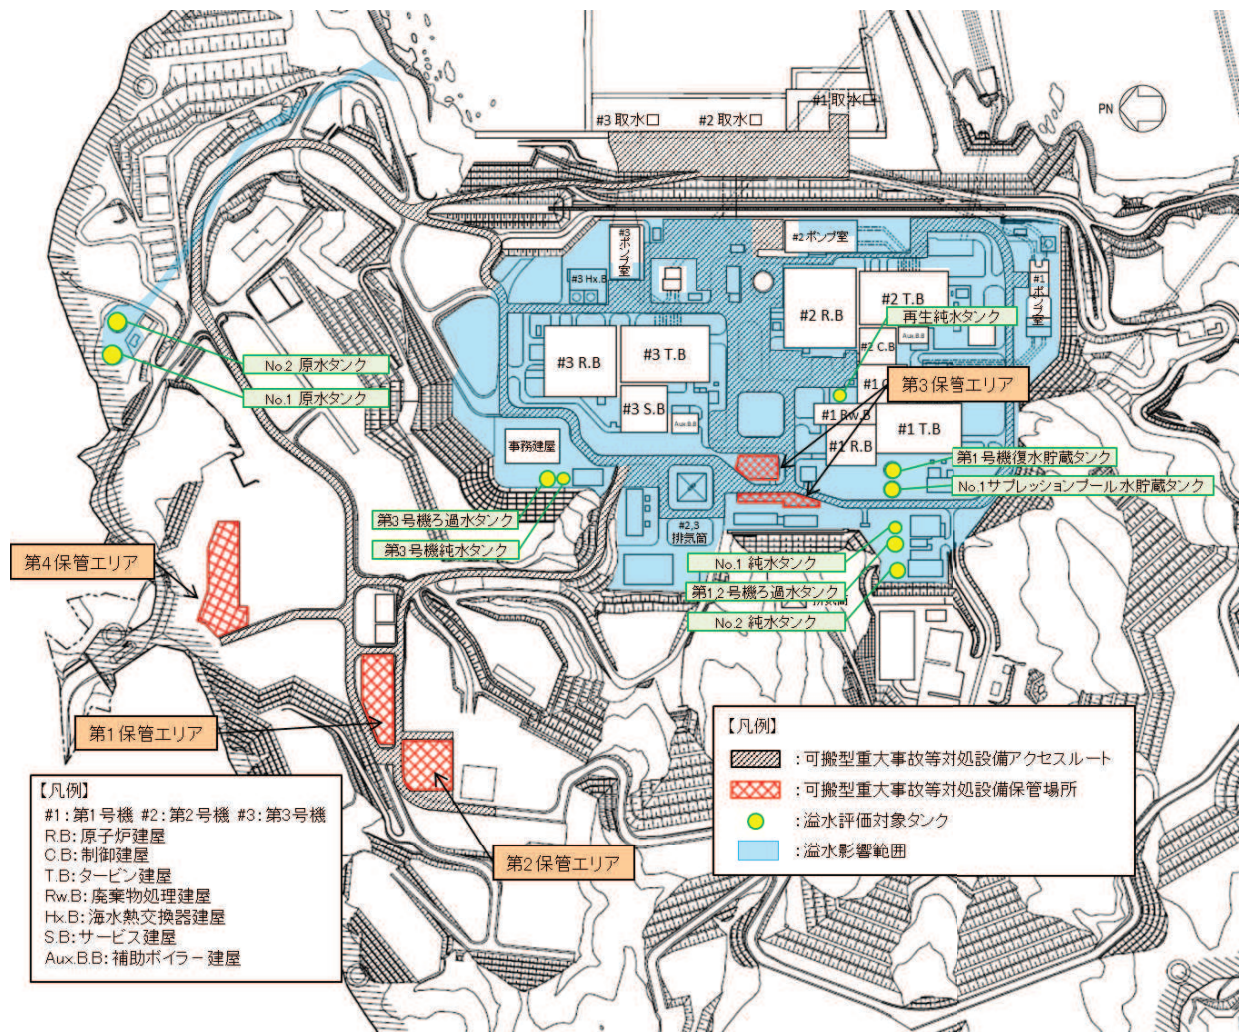 #1 取水口
#3 取水口
#2 取水口
PN
#3 ポンプ室
#2 ポンプ室
#3 Hx.B
#1 ポンプ室
#2 R.B
#2 T.B
再生純水タンク
#3 R.B
#3 T.B
#2 C.B
Aux.B.B
No.2 原水タンク
No.1 原水タンク
#1 C
第3保管エリア
#3 S.B
Aux.B.B
#1 Rw.B
#1 R.B
#1 T.B
事務建屋
第1号機復水貯蔵タンク
No.1サプレッションプール水貯蔵タンク
第3号機ろ過水タンク
第3号機純水タンク
#2,3
排気筒
No.1 純水タンク
第1,2号機ろ過水タンク
排気筒
No.2 純水タンク
第4保管エリア
第1保管エリア
第2保管エリア
【凡例】
:可搬型重大事故等対処設備アクセスルート
:可搬型重大事故等対処設備保管場所
:溢水評価対象タンク
:溢水影響範囲
【凡例】
#1:第1号機 #2:第2号機 #3:第3号機
R.B:原子炉建屋
C.B:制御建屋
T.B:タービン建屋
Rw.B:廃棄物処理建屋
Hx.B:海水熱交換器建屋
S.B:サービス建屋
Aux.B.B:補助ボイラー建屋